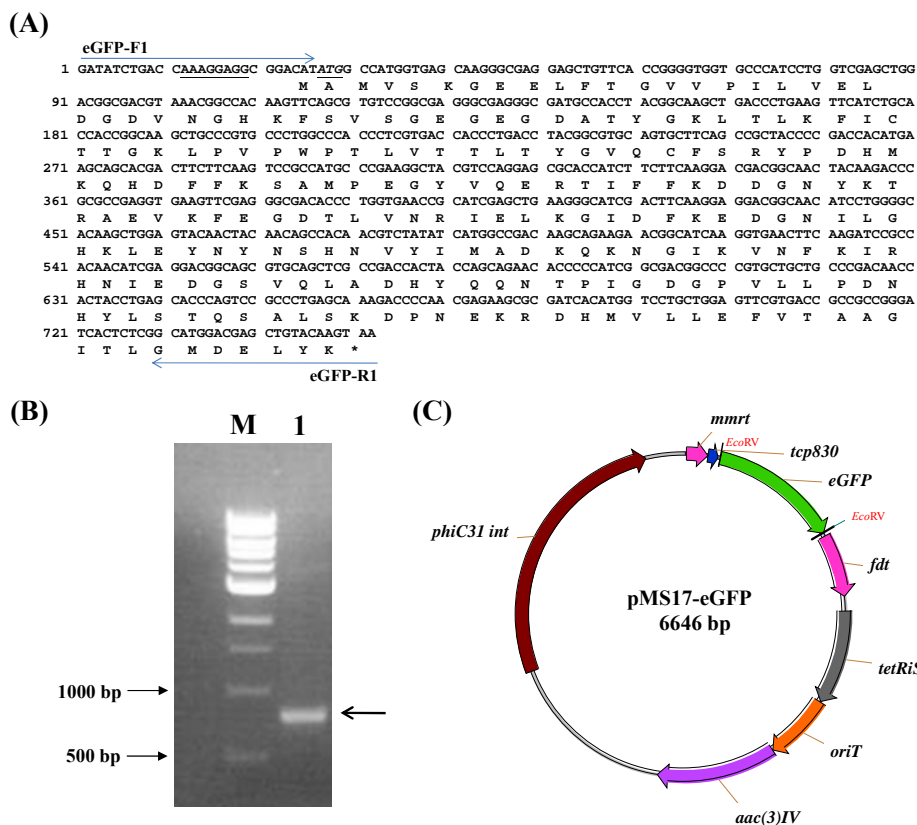 (A)
eGFP-F1
1 GATATCTGAC CAAAGGAGGC GGACATATGG CCATGGTGAG CAAGGGCGAG GAGCTGTTCA CCGGGGTGGT GCCCATCCTG GTCGAGCTGG
M A M V S K G E E L F T G V V P I L V E L
91 ACGGCGACGT AAACGGCCAC AAGTTCAGCG TGTCCGGCGA GGGCGAGGGC GATGCCACCT ACGGCAAGCT GACCCTGAAG TTCATCTGCA
D G D V N G H K F S V S G E G E G D A T Y G K L T L K F I C
181 CCACCGGCAA GCTGCCCGTG CCCTGGCCCA CCCTCGTGAC CACCCTGACC TACGGCGTGC AGTGCTTCAG CCGCTACCCC GACCACATGA
T T G K L P V P W P T L V T T L T Y G V Q C F S R Y P D H M
271 AGCAGCACGA CTTCTTCAAG TCCGCCATGC CCGAAGGCTA CGTCCAGGAG CGCACCATCT TCTTCAAGGA CGACGGCAAC TACAAGACCC
K Q H D F F K S A M P E G Y V Q E R T I F F K D D G N Y K T
361 GCGCCGAGGT GAAGTTCGAG GGCGACACCC TGGTGAACCG CATCGAGCTG AAGGGCATCG ACTTCAAGGA GGACGGCAAC ATCCTGGGGC
R A E V K F E G D T L V N R I E L K G I D F K E D G N I L G
451 ACAAGCTGGA GTACAACTAC AACAGCCACA ACGTCTATAT CATGGCCGAC AAGCAGAAGA ACGGCATCAA GGTGAACTTC AAGATCCGCC
H K L E Y N Y N S H N V Y I M A D K Q K N G I K V N F K I R
541 ACAACATCGA GGACGGCAGC GTGCAGCTCG CCGACCACTA CCAGCAGAAC ACCCCCATCG GCGACGGCCC CGTGCTGCTG CCCGACAACC
H N I E D G S V Q L A D H Y Q Q N T P I G D G P V L L P D N
631 ACTACCTGAG CACCCAGTCC GCCCTGAGCA AAGACCCCAA CGAGAAGCGC GATCACATGG TCCTGCTGGA GTTCGTGACC GCCGCCGGGA
H Y L S T Q S A L S K D P N E K R D H M V L L E F V T A A G
721 TCACTCTCGG CATGGACGAG CTGTACAAGT AA
I T L G M D E L Y K *
eGFP-R1
(B)
M 1
1000 bp
500 bp
(C)
mmrt
EcoRV
tcp830
eGFP
EcoRV
phiC31 int
fdt
pMS17-eGFP
6646 bp
tetRiS
oriT
aac(3)IV